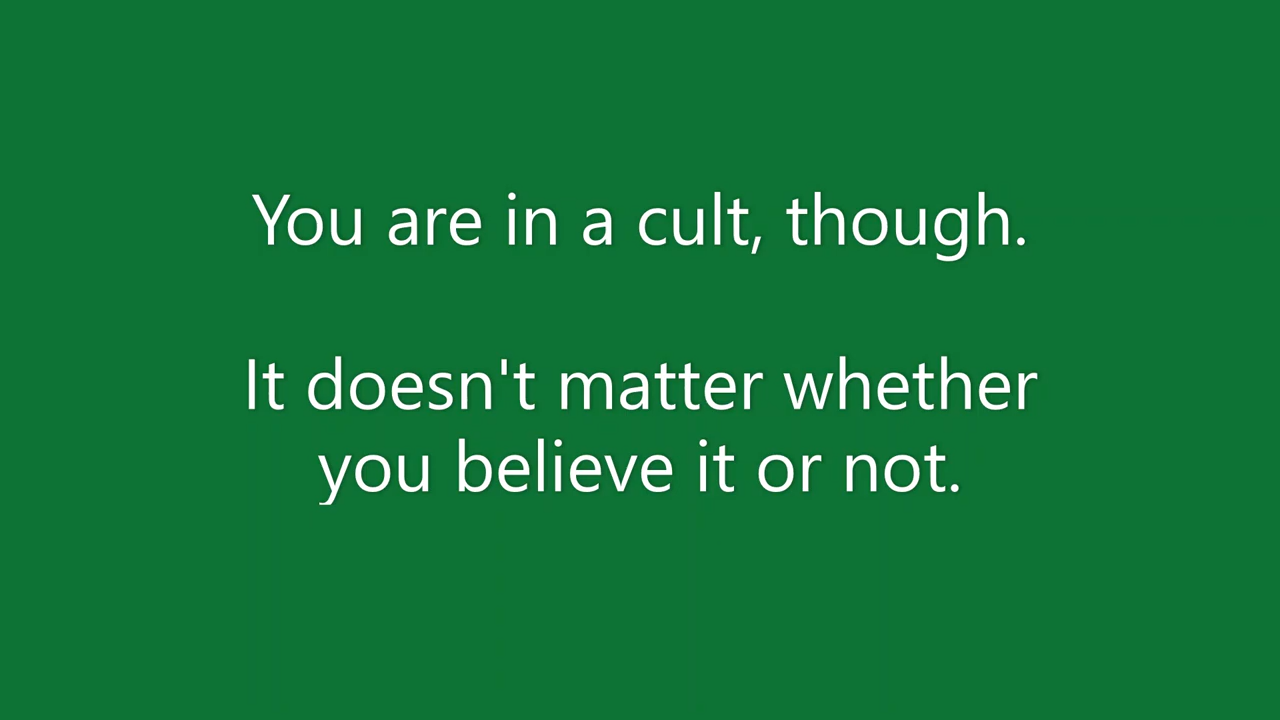 You are in a cult, though.
It doesn't matter whether
you believe it or not.